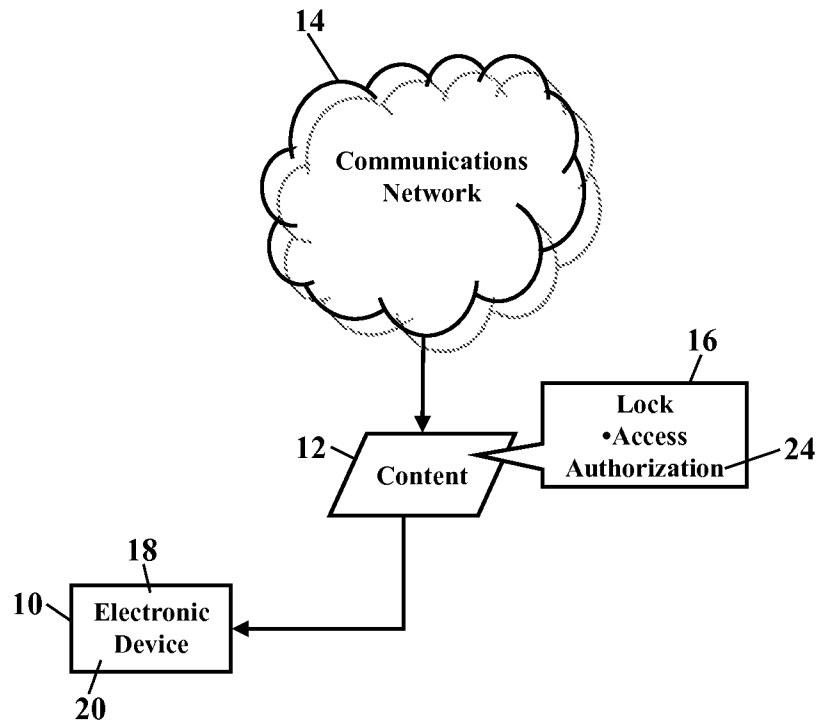 14
Communications
Network
16
Lock
•Access
Authorization
24
12
Content
18
10
Electronic
Device
20